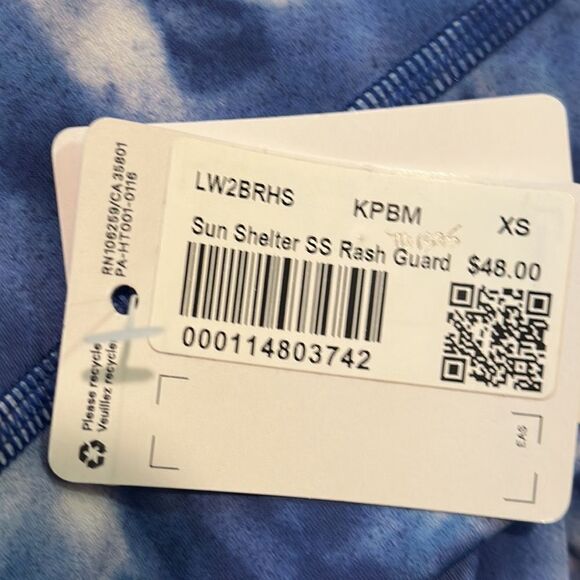 LW2BRHS KPBM XS
Sun Shelter SS Rash Guard $48.00
000114803742
RN106259/CA35801
PA-HT001-0116
Please recycle
Veuillez recycler
EAS